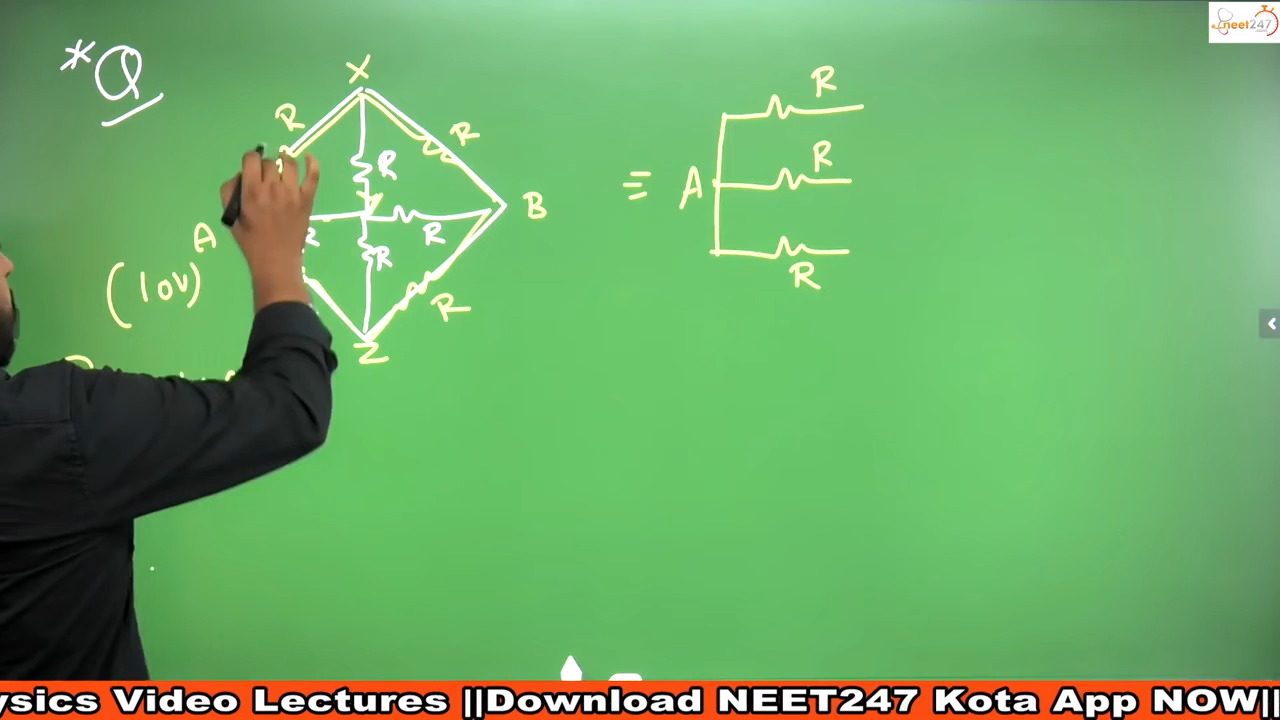 *Q
X
R
R
R
R
A
R
R
B
R
(10V)
Z
≡ A
R
R
R
neet247
ysics Video Lectures ||Download NEET247 Kota App NOW||